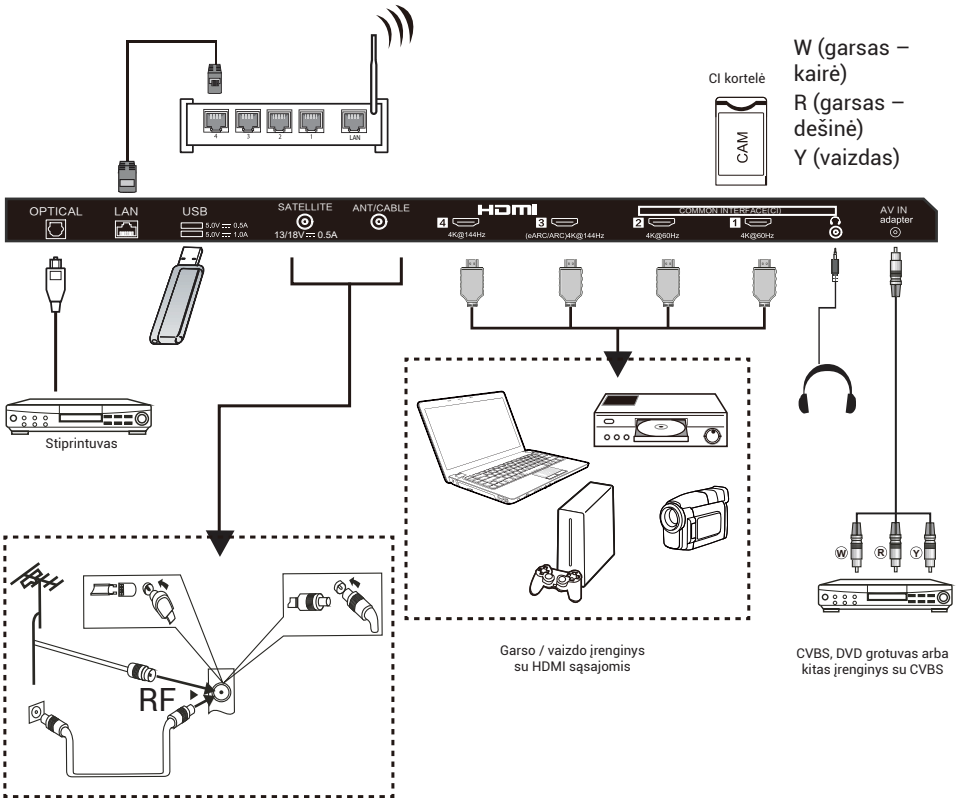 W (garsas –
kairė)
R (garsas –
dešinė)
Y (vaizdas)
CI kortelė
CAM
4 3 2 1 LAN
OPTICAL LAN USB SATELLITE ANT/CABLE HDMI COMMON INTERFACE(CI) AV IN
adapter
5.0V ⎓ 0.5A
5.0V ⎓ 1.0A
13/18V ⎓ 0.5A
4 3 2 1
4K@144Hz (eARC/ARC)4K@144Hz 4K@60Hz 4K@60Hz
Stiprintuvas
W R Y
RF
Garso / vaizdo įrenginys
su HDMI sąsajomis
CVBS, DVD grotuvas arba
kitas įrenginys su CVBS